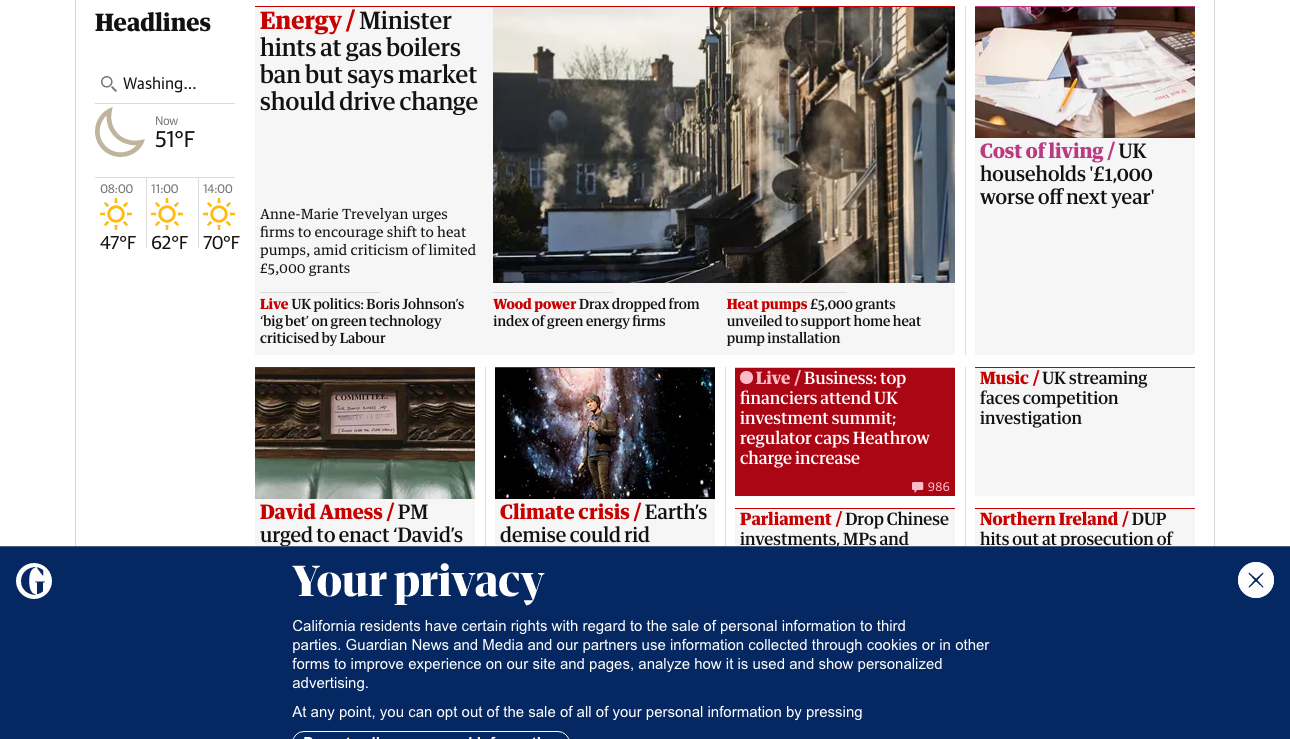 Headlines
Washing...
Now
51°F
08:00
11:00
14:00
47°F
62°F
70°F
Energy / Minister
hints at gas boilers
ban but says market
should drive change
Anne-Marie Trevelyan urges
firms to encourage shift to heat
pumps, amid criticism of limited
£5,000 grants
Live UK politics: Boris Johnson's
'big bet' on green technology
criticised by Labour
Wood power Drax dropped from
index of green energy firms
Heat pumps £5,000 grants
unveiled to support home heat
pump installation
Cost of living / UK
households '£1,000
worse off next year'
COMMITTEE.
David Amess / PM
urged to enact ‘David’s
Climate crisis / Earth’s
demise could rid
Live / Business: top
financiers attend UK
investment summit;
regulator caps Heathrow
charge increase
986
Parliament / Drop Chinese
investments, MPs and
Music / UK streaming
faces competition
investigation
Northern Ireland / DUP
hits out at prosecution of
Your privacy
California residents have certain rights with regard to the sale of personal information to third
parties. Guardian News and Media and our partners use information collected through cookies or in other
forms to improve experience on our site and pages, analyze how it is used and show personalized
advertising.
At any point, you can opt out of the sale of all of your personal information by pressing